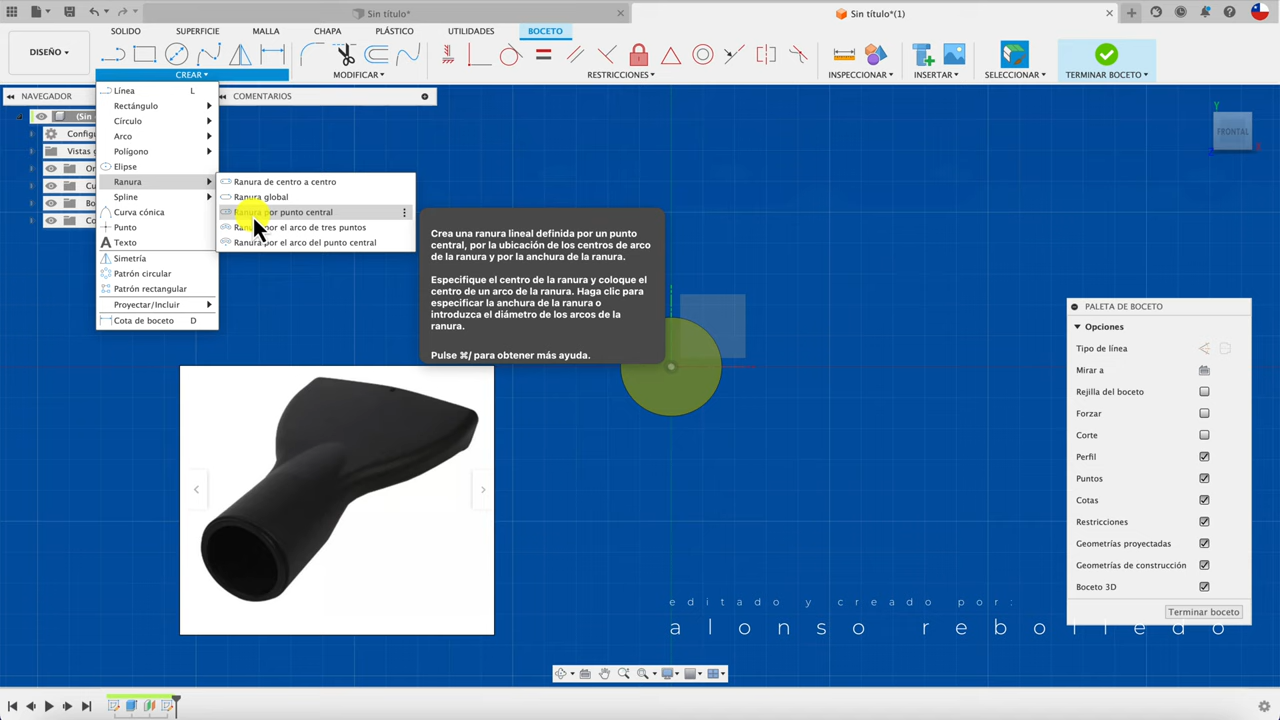 Sin título*
Sin título*(1)
DISEÑO
SOLIDO
SUPERFICIE
MALLA
CHAPA
PLÁSTICO
UTILIDADES
BOCETO
CREAR
MODIFICAR
RESTRICCIONES
INSPECCIONAR
INSERTAR
SELECCIONAR
TERMINAR BOCETO
NAVEGADOR
COMENTARIOS
(Sin
Línea L
Rectángulo
Círculo
Arco
Polígono
Elipse
Ranura
Spline
Curva cónica
Punto
Texto
Simetría
Patrón circular
Patrón rectangular
Proyectar/Incluir
Cota de boceto D
Ranura de centro a centro
Ranura global
Ranura por punto central
Ranura por el arco de tres puntos
Ranura por el arco del punto central
Crea una ranura lineal definida por un punto
central, por la ubicación de los centros de arco
de la ranura y por la anchura de la ranura.
Especifique el centro de la ranura y coloque el
centro de un arco de la ranura. Haga clic para
especificar la anchura de la ranura o
introduzca el diámetro de los arcos de la
ranura.
Pulse ⌘/ para obtener más ayuda.
Y
FRONTAL
Z
X
PALETA DE BOCETO
Opciones
Tipo de línea
Mirar a
Rejilla del boceto
Forzar
Corte
Perfil
Puntos
Cotas
Restricciones
Geometrías proyectadas
Geometrías de construcción
Boceto 3D
Terminar boceto
editado y creado por:
alonso rebolledo